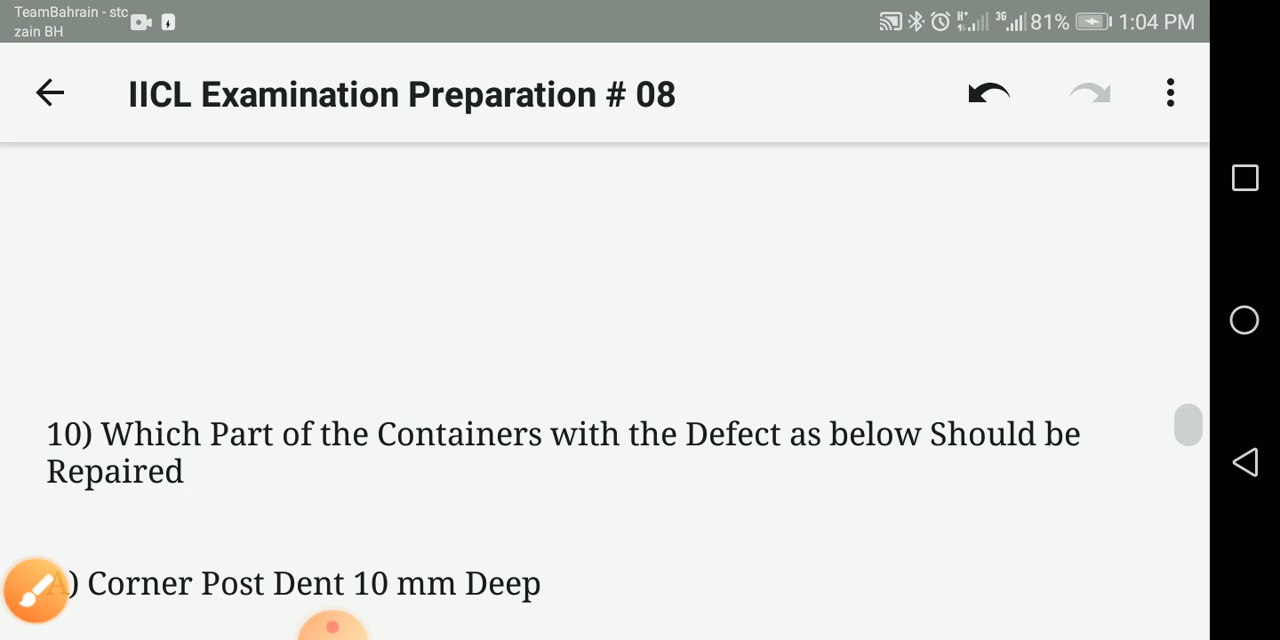 TeamBahrain - stc
zain BH
H+ 3G 81% 1:04 PM
IICL Examination Preparation # 08
10) Which Part of the Containers with the Defect as below Should be
Repaired
A) Corner Post Dent 10 mm Deep